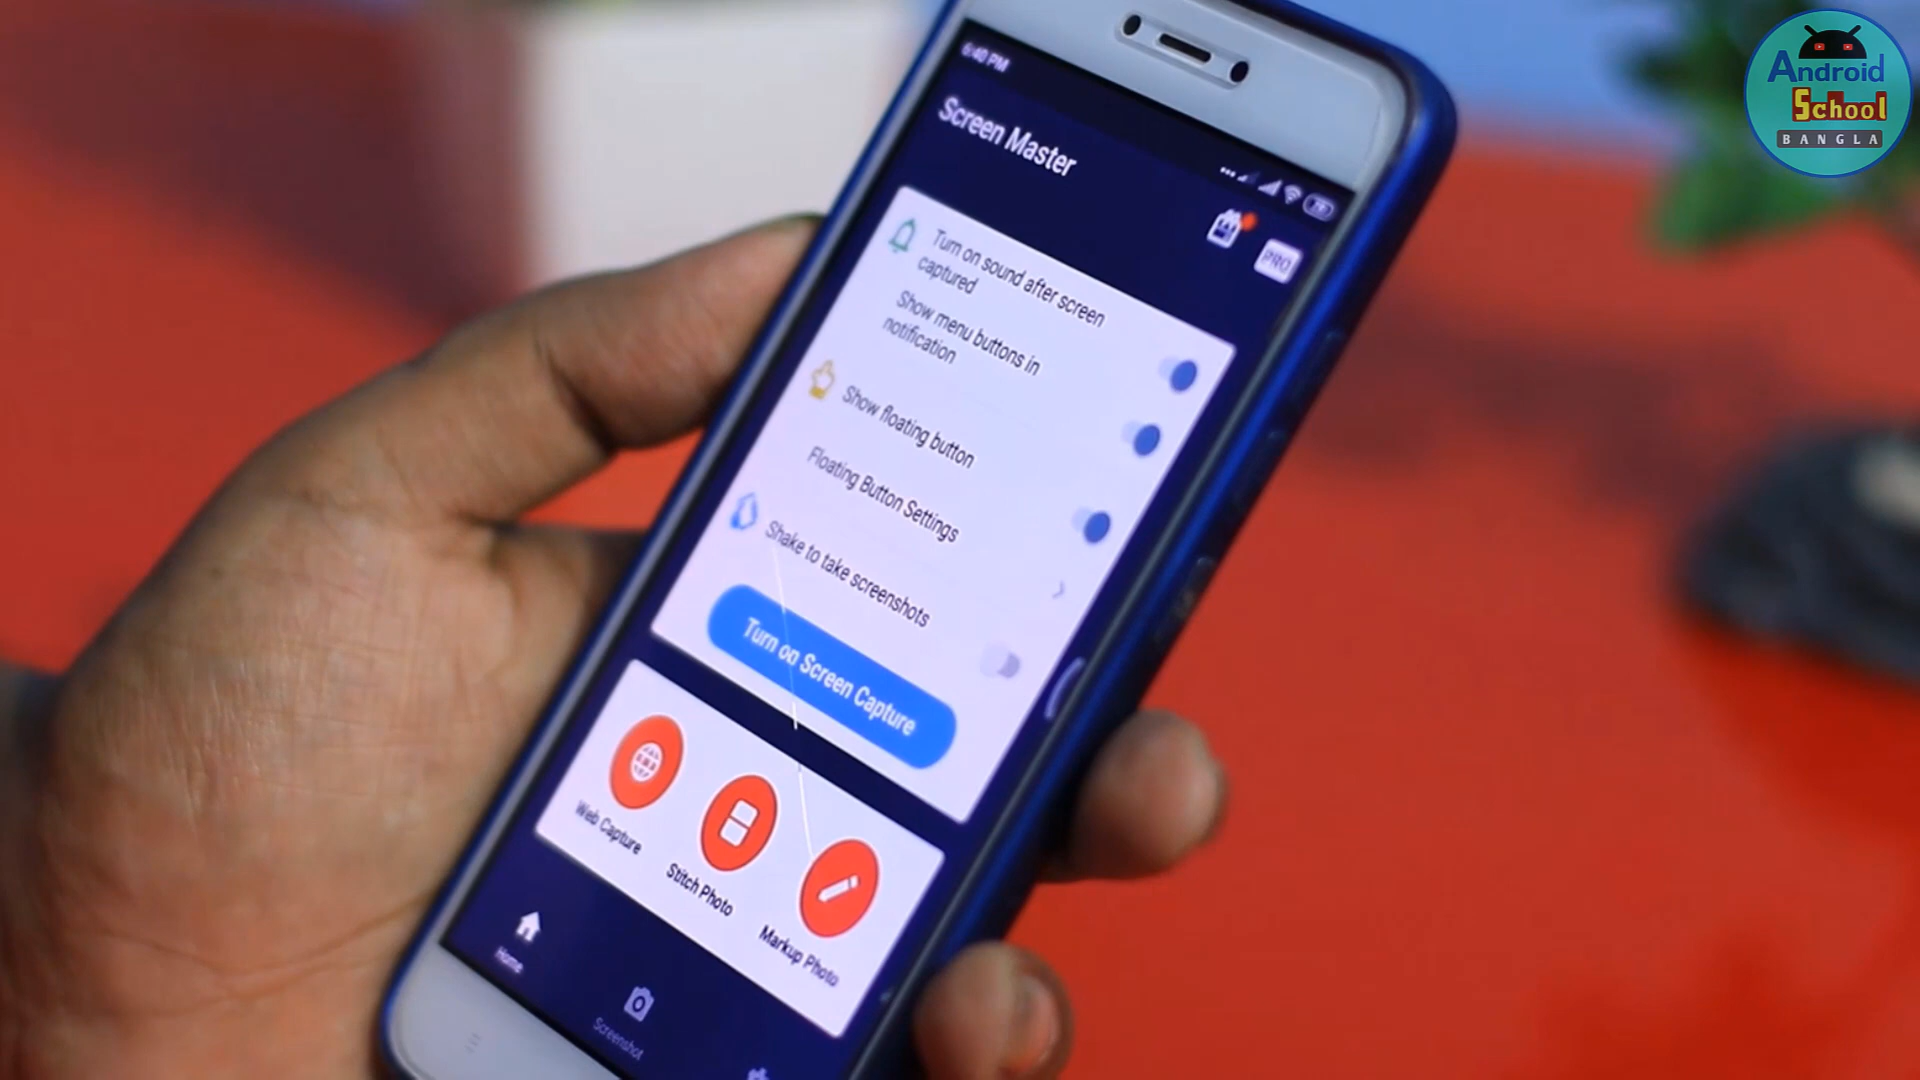 6:40 PM
Screen Master
PRO
Turn on sound after screen
captured
Show menu buttons in
notification
Show floating button
Floating Button Settings
Shake to take screenshots
Turn on Screen Capture
Web Capture
Stitch Photo
Markup Photo
Home
Screenshot
Android
School
BANGLA